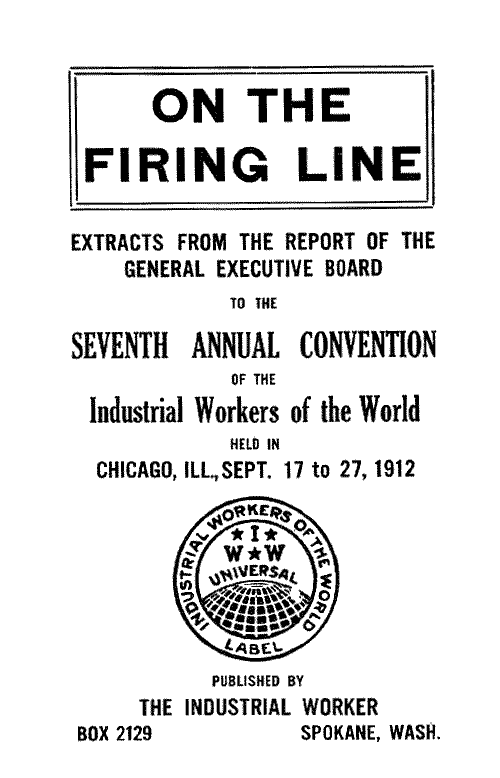 ON THE
FIRING LINE
EXTRACTS FROM THE REPORT OF THE
GENERAL EXECUTIVE BOARD
TO THE
SEVENTH ANNUAL CONVENTION
OF THE
Industrial Workers of the World
HELD IN
CHICAGO, ILL., SEPT. 17 to 27, 1912
INDUSTRIAL WORKERS OF THE WORLD
★ I ★
W ★ W
UNIVERSAL
LABEL
PUBLISHED BY
THE INDUSTRIAL WORKER
BOX 2129 SPOKANE, WASH.